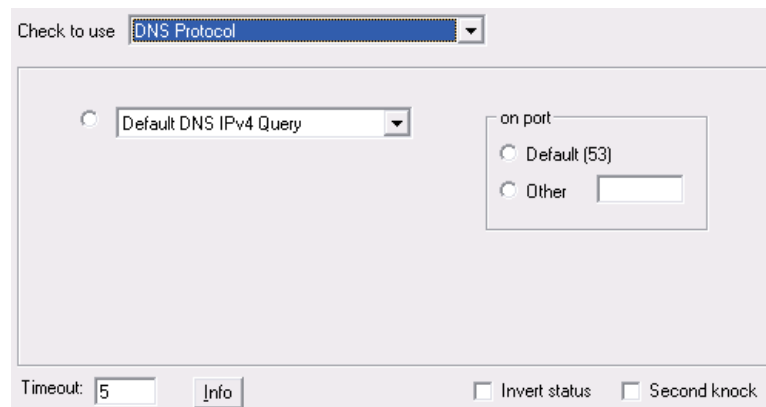 Check to use DNS Protocol
Default DNS IPv4 Query
on port
Default (53)
Other
Timeout: 5 Info Invert status Second knock